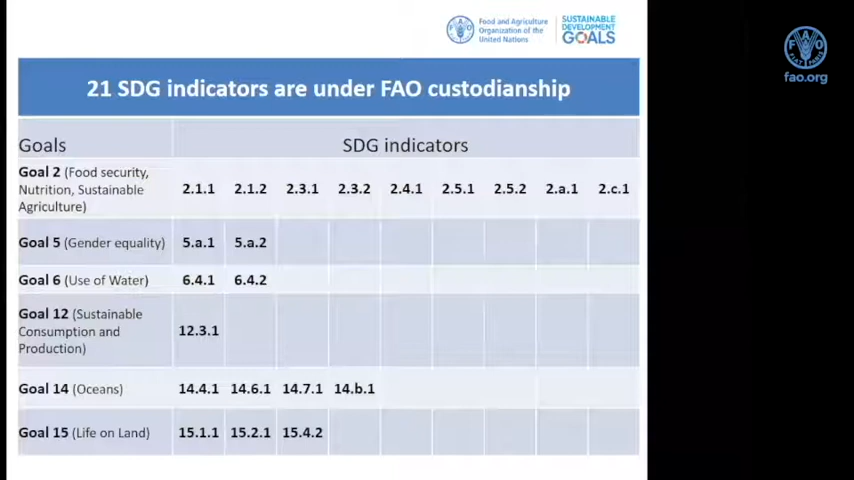 Food and Agriculture
Organization of the
United Nations
SUSTAINABLE
DEVELOPMENT
GOALS
FAO
fao.org
21 SDG indicators are under FAO custodianship
Goals SDG indicators
Goal 2 (Food security,
Nutrition, Sustainable
Agriculture)
2.1.1 2.1.2 2.3.1 2.3.2 2.4.1 2.5.1 2.5.2 2.a.1 2.c.1
Goal 5 (Gender equality) 5.a.1 5.a.2
Goal 6 (Use of Water) 6.4.1 6.4.2
Goal 12 (Sustainable
Consumption and
Production)
12.3.1
Goal 14 (Oceans) 14.4.1 14.6.1 14.7.1 14.b.1
Goal 15 (Life on Land) 15.1.1 15.2.1 15.4.2